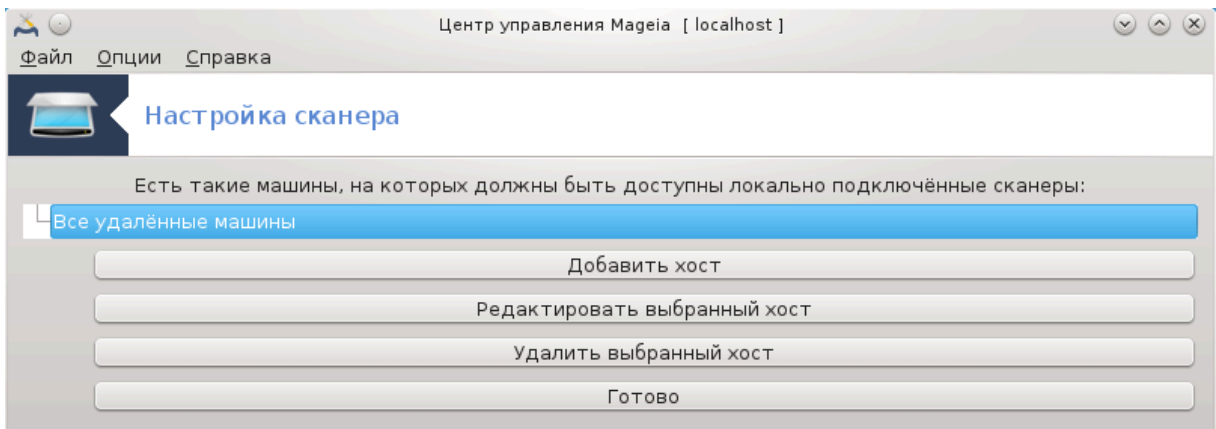 Центр управления Mageia [ localhost ]
Файл Опции Справка
Настройка сканера
Есть такие машины, на которых должны быть доступны локально подключённые сканеры:
Все удалённые машины
Добавить хост
Редактировать выбранный хост
Удалить выбранный хост
Готово